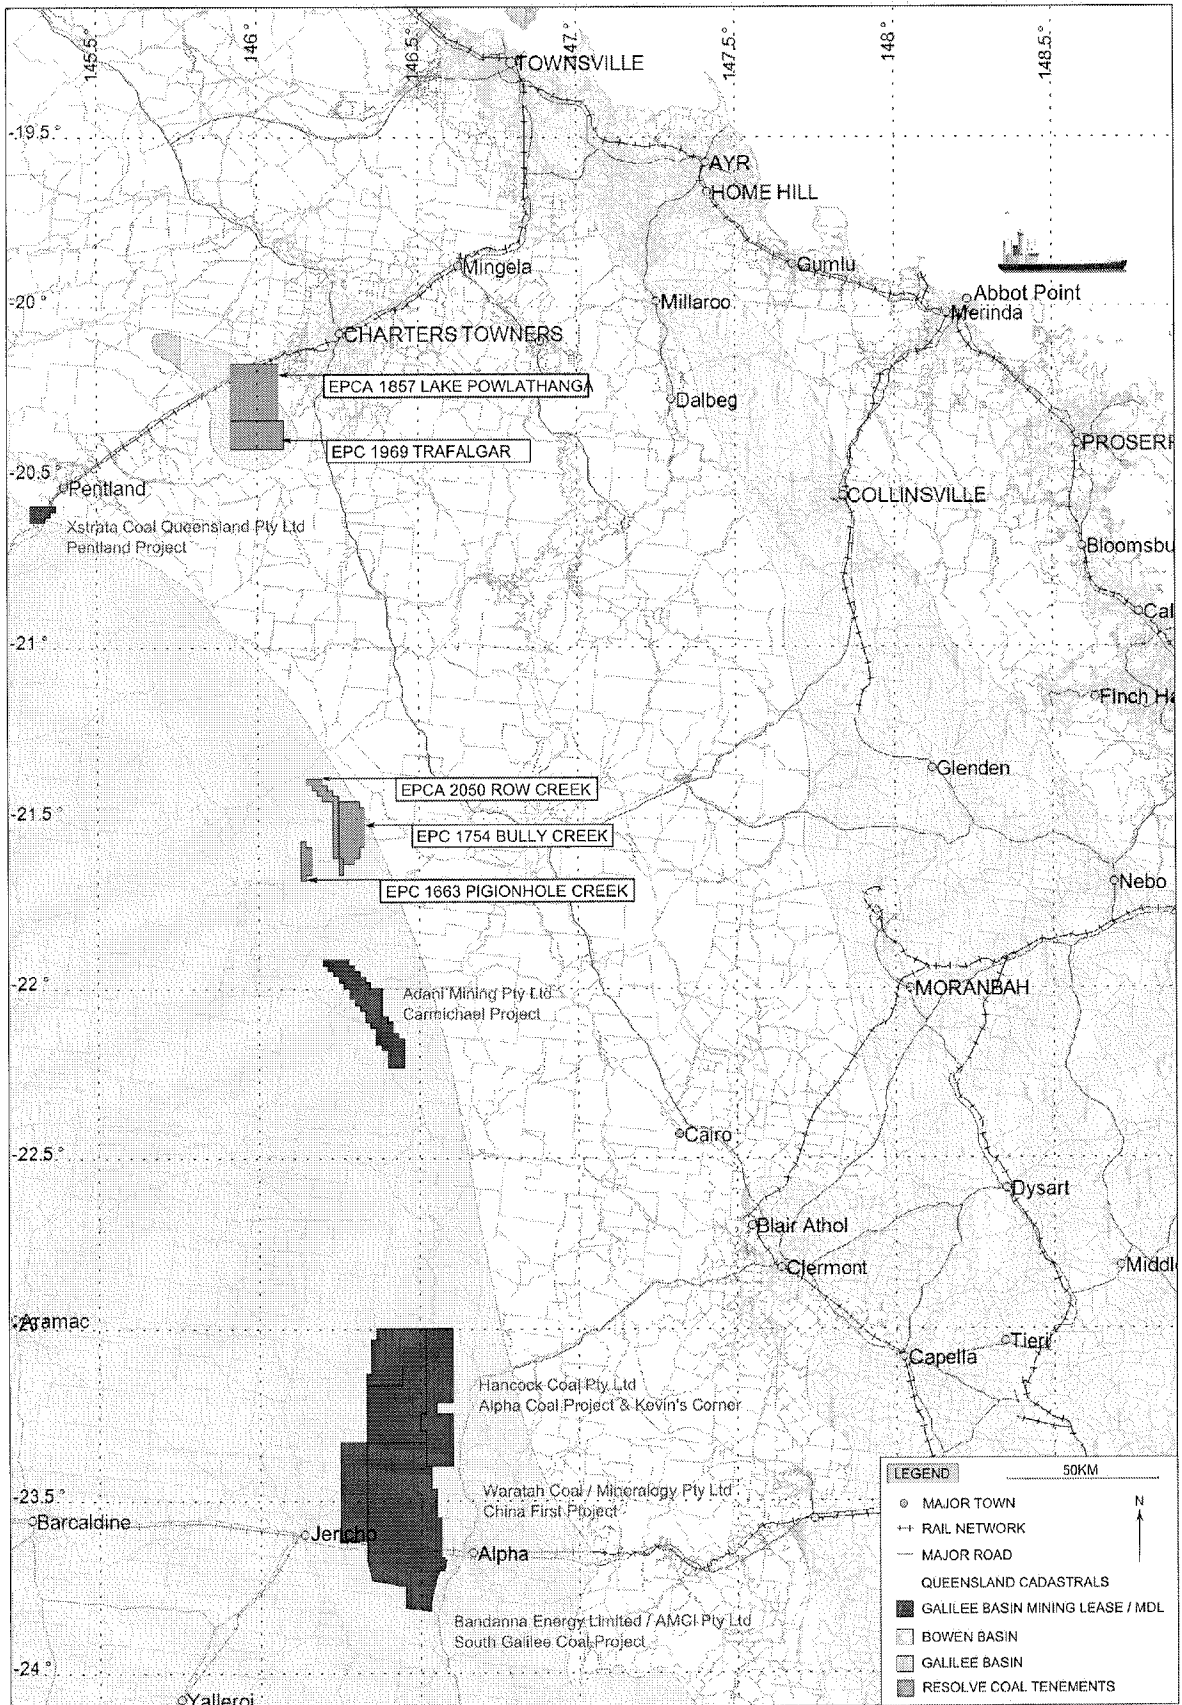 145.5°
146°
146.5°
147°
147.5°
148°
148.5°
TOWNSVILLE
-19.5°
AYR
HOME HILL
Mingela
Gumlu
-20°
Millaroo
Abbot Point
Merinda
CHARTERS TOWNERS
EPCA 1857 LAKE POWLATHANGA
Dalbeg
EPC 1969 TRAFALGAR
PROSERP
-20.5°
Pentland
COLLINSVILLE
Xstrata Coal Queensland Pty Ltd
Pentland Project
Bloomsbu
Cal
-21°
Finch Ha
Glenden
EPCA 2050 ROW CREEK
-21.5°
EPC 1754 BULLY CREEK
EPC 1663 PIGIONHOLE CREEK
Nebo
-22°
Adani Mining Pty Ltd
Carmichael Project
MORANBAH
Cairo
-22.5°
Dysart
Blair Athol
Clermont
Middle
Aramac
Tieri
Capella
Hancock Coal Pty Ltd
Alpha Coal Project & Kevin's Corner
Waratah Coal / Mineralogy Pty Ltd
China First Project
-23.5°
Barcaldine
Jericho
Alpha
Bandanna Energy Limited / AMCI Pty Ltd
South Galilee Coal Project
-24°
Yalleroi
LEGEND
50KM
MAJOR TOWN
N
RAIL NETWORK
MAJOR ROAD
QUEENSLAND CADASTRALS
GALILEE BASIN MINING LEASE / MDL
BOWEN BASIN
GALILEE BASIN
RESOLVE COAL TENEMENTS